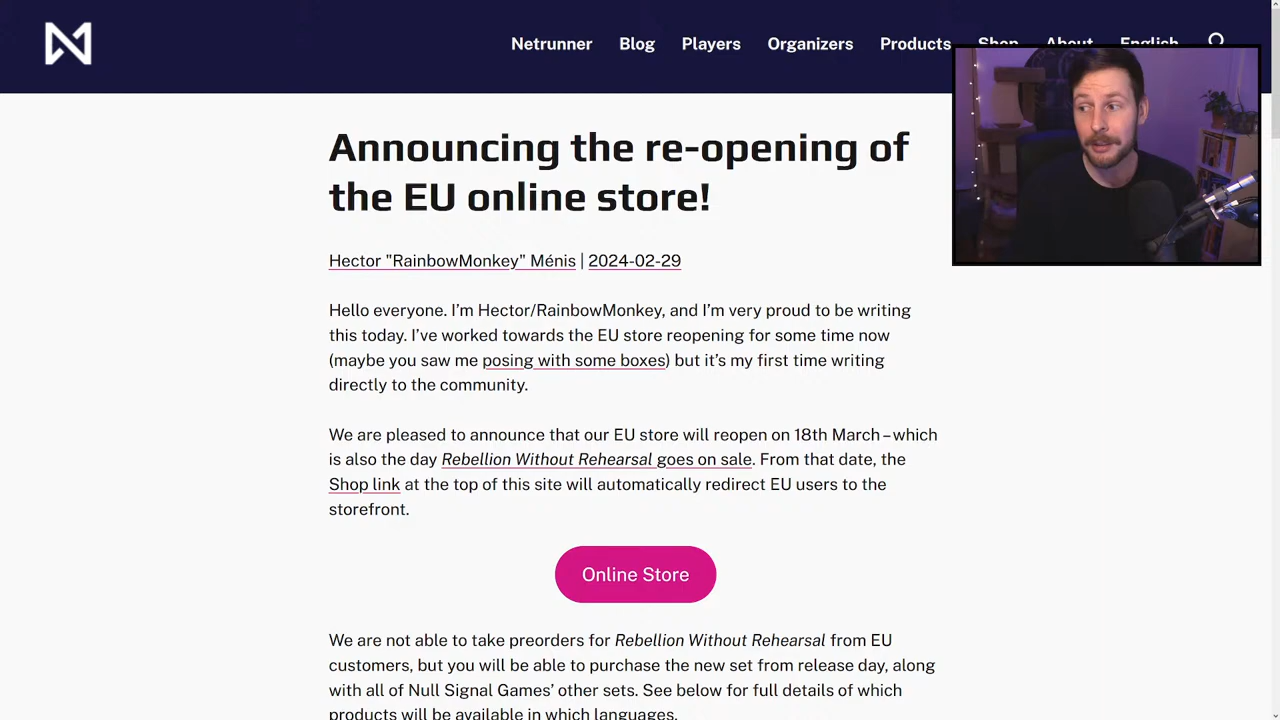 Netrunner Blog Players Organizers Products Shop About English
Announcing the re-opening of
the EU online store!
Hector "RainbowMonkey" Ménis | 2024-02-29
Hello everyone. I’m Hector/RainbowMonkey, and I’m very proud to be writing
this today. I’ve worked towards the EU store reopening for some time now
(maybe you saw me posing with some boxes) but it’s my first time writing
directly to the community.
We are pleased to announce that our EU store will reopen on 18th March – which
is also the day Rebellion Without Rehearsal goes on sale. From that date, the
Shop link at the top of this site will automatically redirect EU users to the
storefront.
Online Store
We are not able to take preorders for Rebellion Without Rehearsal from EU
customers, but you will be able to purchase the new set from release day, along
with all of Null Signal Games’ other sets. See below for full details of which
products will be available in which languages.